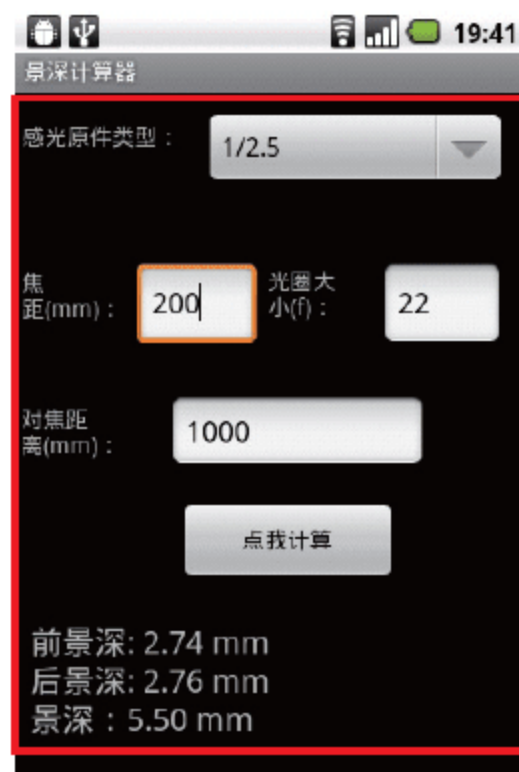 19:41
景深计算器
感光原件类型：
1/2.5
焦
距(mm)：
200
光圈大
小(f)：
22
对焦距
离(mm)：
1000
点我计算
前景深: 2.74 mm
后景深: 2.76 mm
景深：5.50 mm